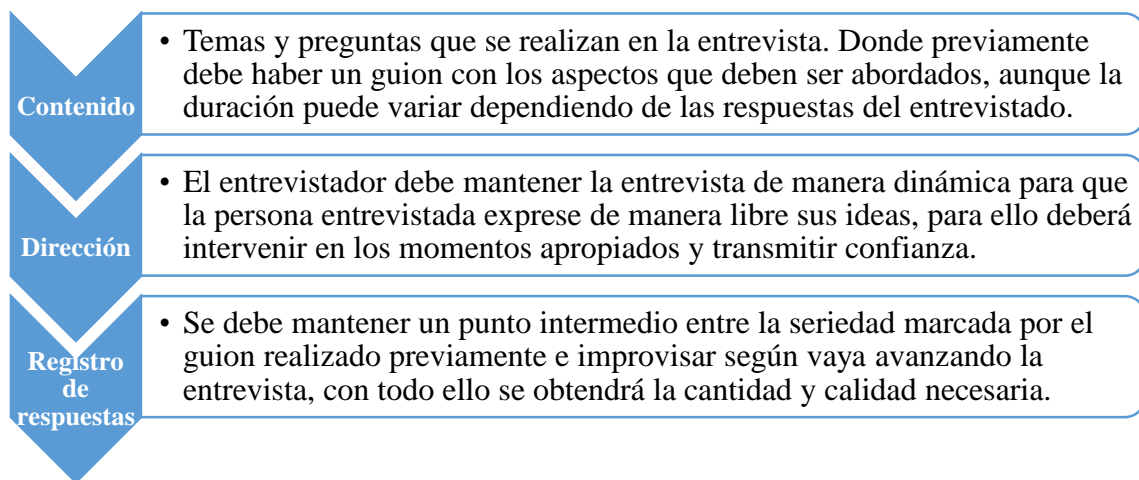 Contenido
• Temas y preguntas que se realizan en la entrevista. Donde previamente
debe haber un guion con los aspectos que deben ser abordados, aunque la
duración puede variar dependiendo de las respuestas del entrevistado.
Dirección
• El entrevistador debe mantener la entrevista de manera dinámica para que
la persona entrevistada exprese de manera libre sus ideas, para ello deberá
intervenir en los momentos apropiados y transmitir confianza.
Registro
de
respuestas
• Se debe mantener un punto intermedio entre la seriedad marcada por el
guion realizado previamente e improvisar según vaya avanzando la
entrevista, con todo ello se obtendrá la cantidad y calidad necesaria.